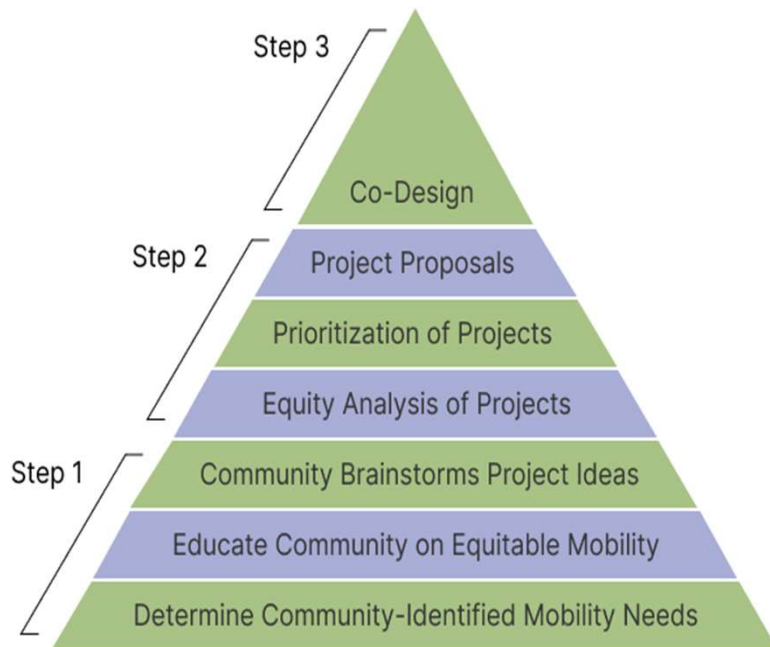 Step 3
Co-Design
Step 2
Project Proposals
Prioritization of Projects
Equity Analysis of Projects
Step 1
Community Brainstorms Project Ideas
Educate Community on Equitable Mobility
Determine Community-Identified Mobility Needs